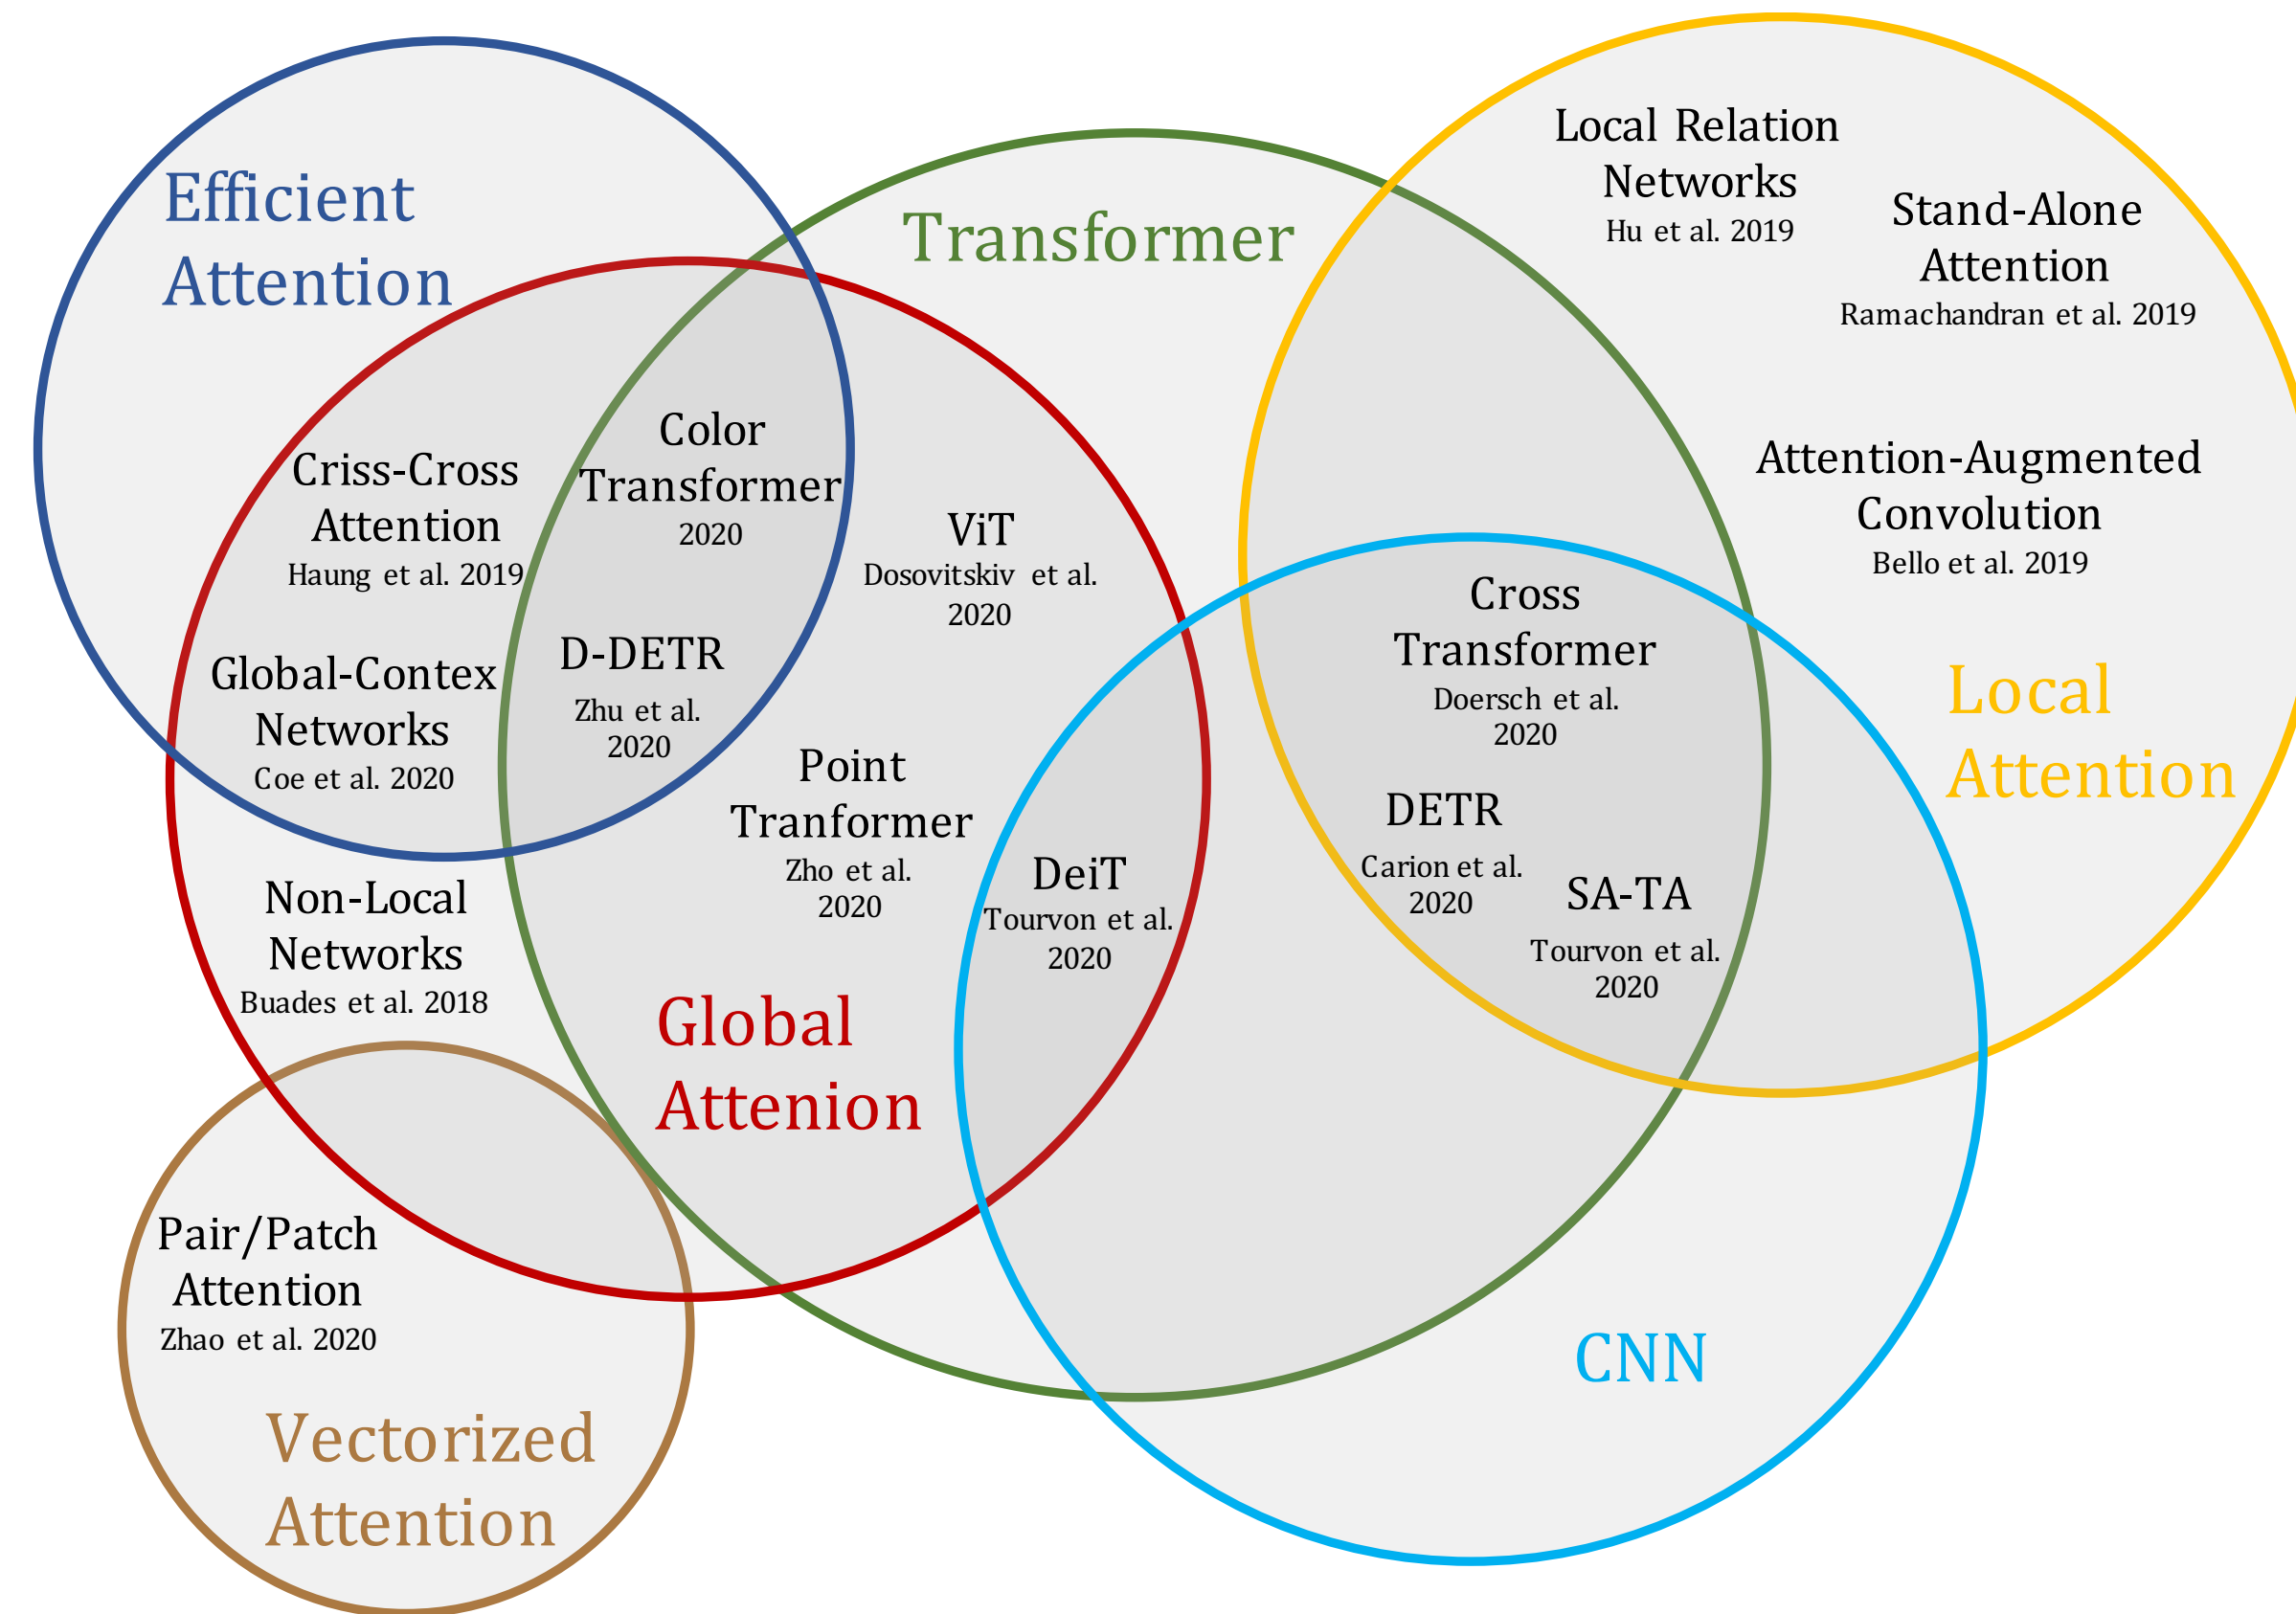 Efficient
Attention
Transformer
Local Relation
Networks
Hu et al. 2019
Stand-Alone
Attention
Ramachandran et al. 2019
Color
Transformer
2020
Criss-Cross
Attention
Haung et al. 2019
ViT
Dosovitskiv et al.
2020
Attention-Augmented
Convolution
Bello et al. 2019
Cross
Transformer
Doersch et al.
2020
D-DETR
Zhu et al.
2020
Global-Contex
Networks
Coe et al. 2020
Local
Attention
Point
Tranformer
Zho et al.
2020
DETR
Carion et al.
2020
DeiT
Tourvon et al.
2020
SA-TA
Tourvon et al.
2020
Non-Local
Networks
Buades et al. 2018
Global
Attenion
Pair/Patch
Attention
Zhao et al. 2020
CNN
Vectorized
Attention